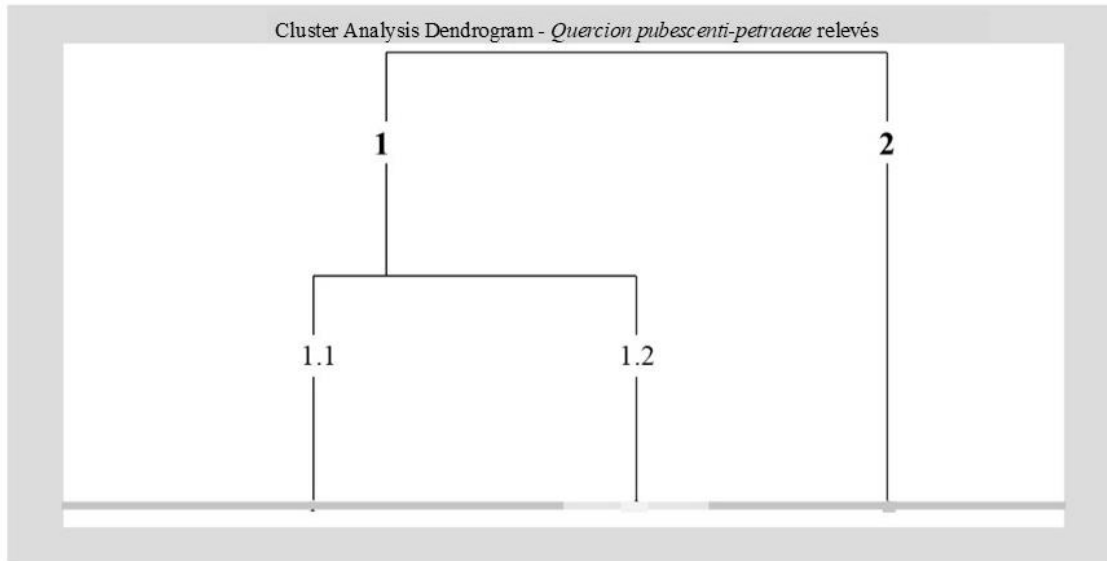 Cluster Analysis Dendrogram - Quercion pubescenti-petraeae relevés
1
2
1.1
1.2